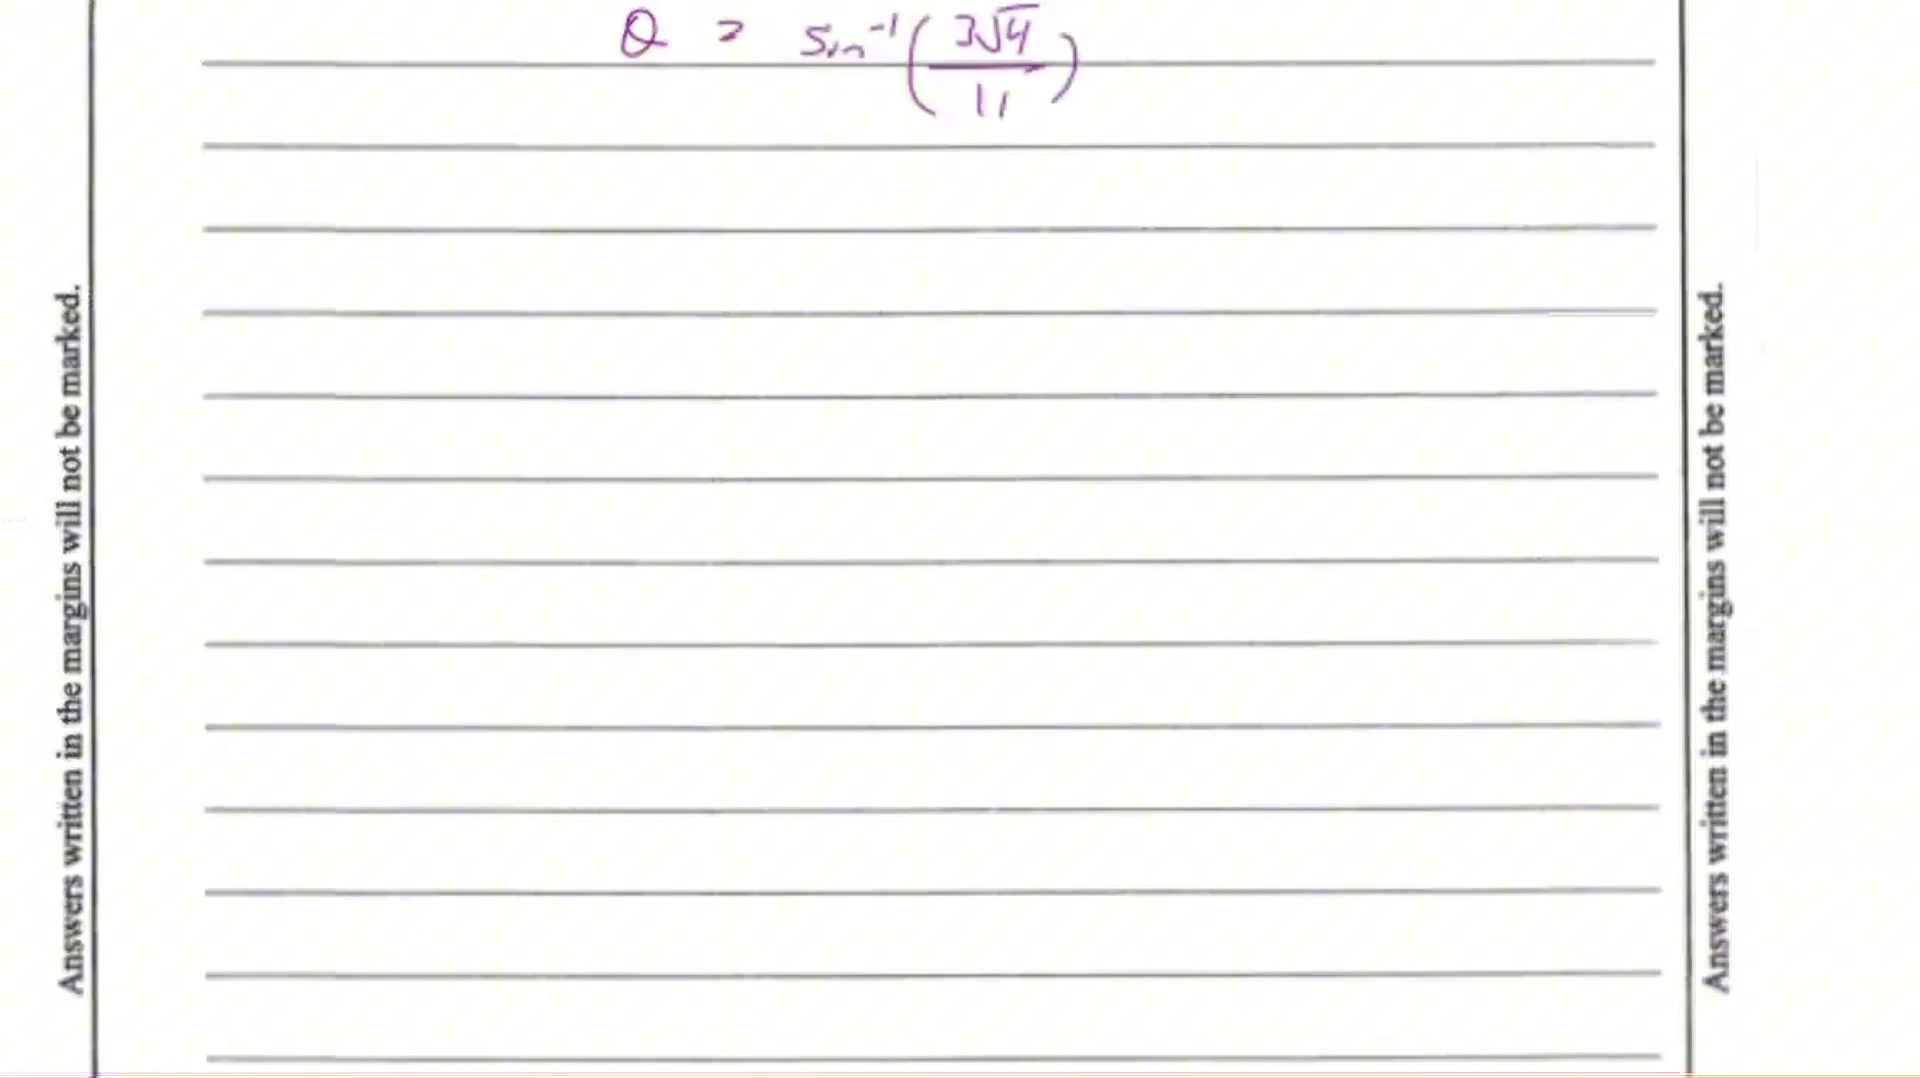 θ = sin⁻¹(3√4/11)
Answers written in the margins will not be marked.
Answers written in the margins will not be marked.